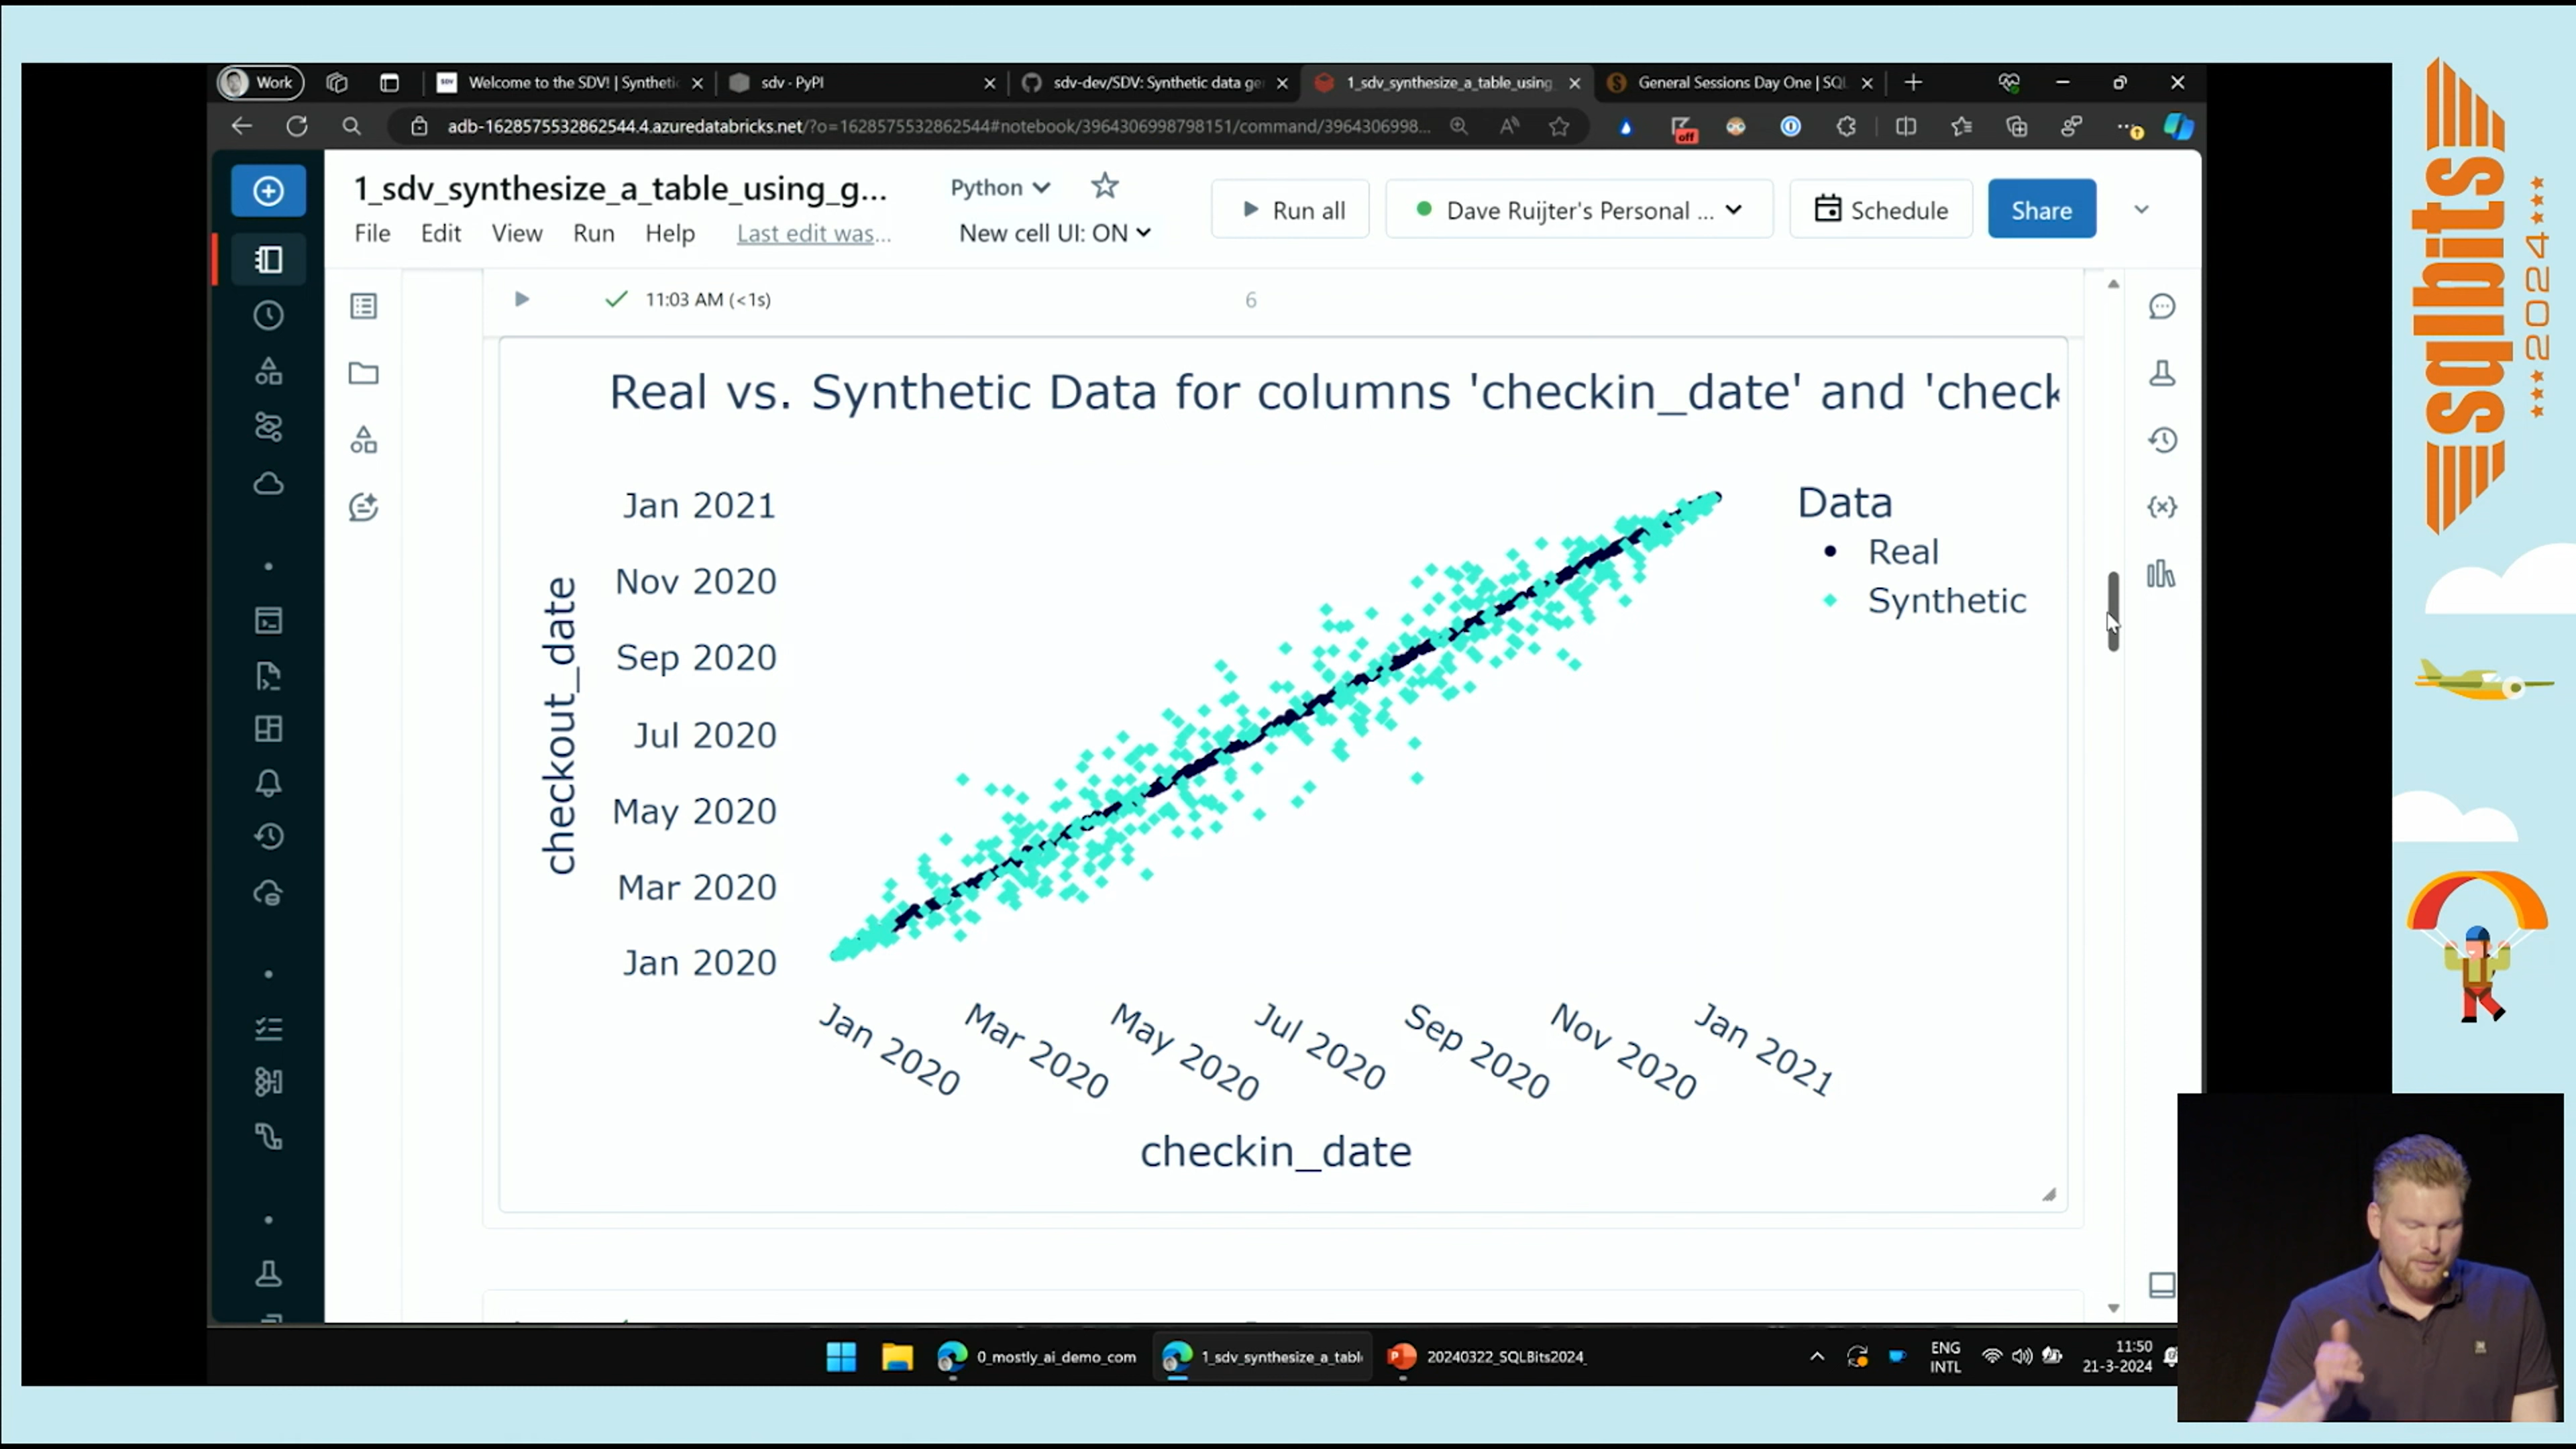 Work
Welcome to the SDV! | Syntheti
sdv · PyPI
sdv-dev/SDV: Synthetic data ge
1_sdv_synthesize_a_table_using_
General Sessions Day One | SQL
adb-1628575532862544.4.azuredatabricks.net/?o=1628575532862544#notebook/3964306998798151/command/3964306998...
off
1_sdv_synthesize_a_table_using_g...
Python
File Edit View Run Help Last edit was...
New cell UI: ON
Run all
Dave Ruijter's Personal ...
Schedule
Share
11:03 AM (<1s)
6
Real vs. Synthetic Data for columns 'checkin_date' and 'check
Data
Real
Synthetic
checkout_date
Jan 2021
Nov 2020
Sep 2020
Jul 2020
May 2020
Mar 2020
Jan 2020
Jan 2020
Mar 2020
May 2020
Jul 2020
Sep 2020
Nov 2020
Jan 2021
checkin_date
0_mostly_ai_demo_com
1_sdv_synthesize_a_tabl
20240322_SQLBits2024_
ENG
INTL
11:50
21-3-2024
sqlbits
2024